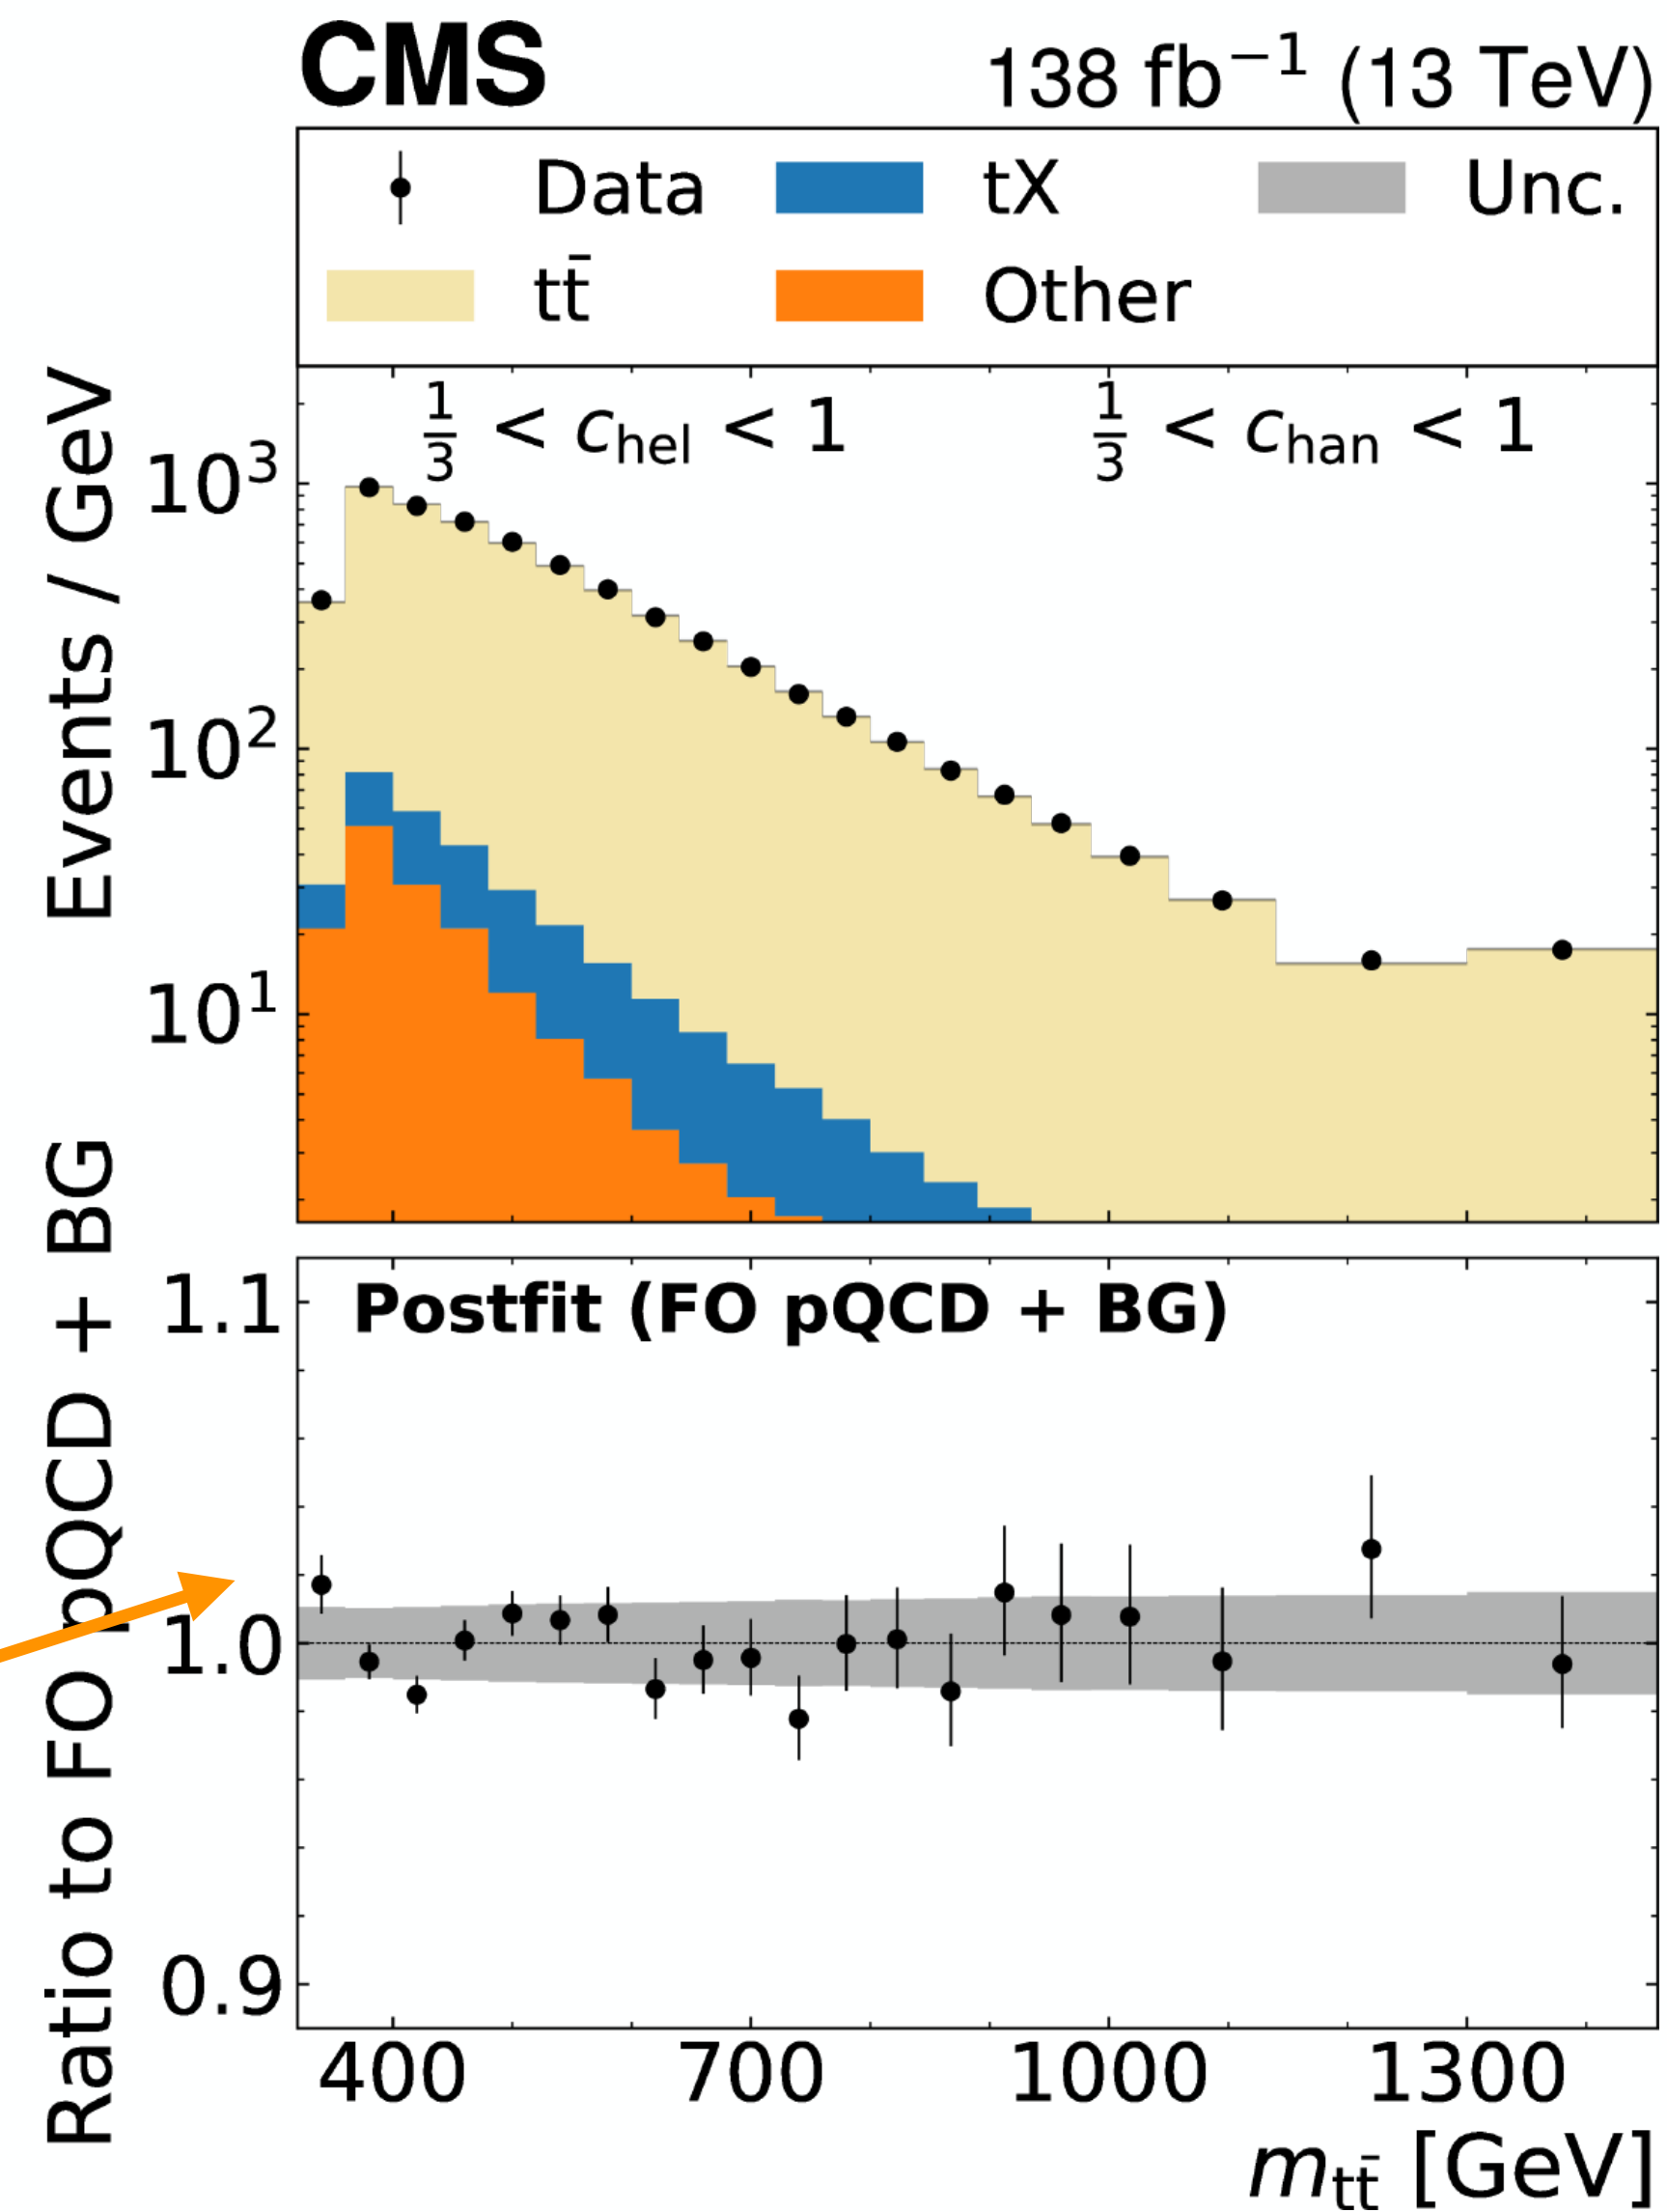 CMS 138 fb⁻¹ (13 TeV)
Data tX Unc.
tt̄ Other
1/3 < c_hel < 1 1/3 < c_han < 1
Events / GeV
10³
10²
10¹
Postfit (FO pQCD + BG)
Ratio to FO pQCD + BG
1.1
1.0
0.9
400 700 1000 1300
m_tt̄ [GeV]